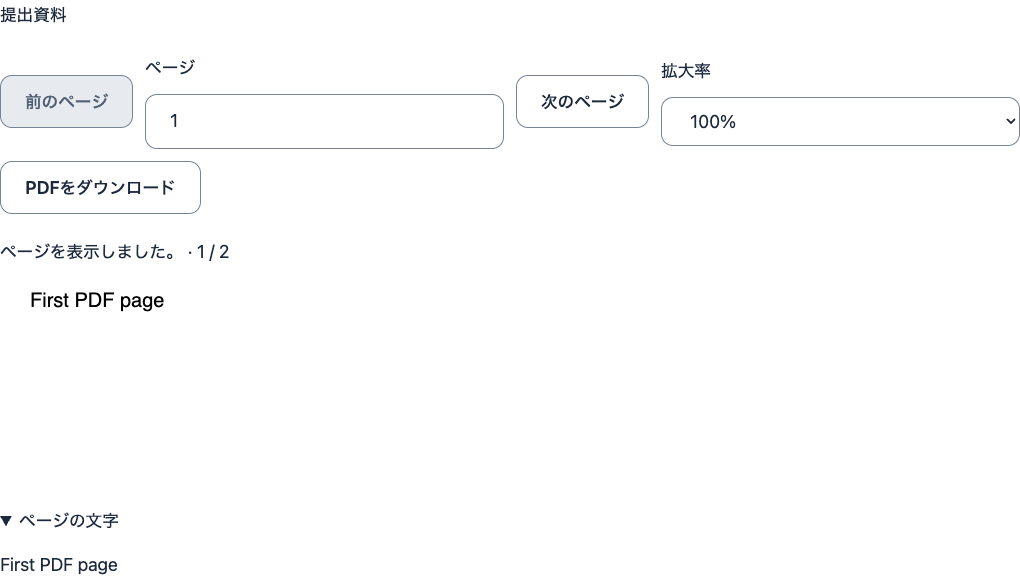 提出資料
前のページ
ページ
1
次のページ
拡大率
100%
PDFをダウンロード
ページを表示しました。 · 1 / 2
First PDF page
▼ ページの文字
First PDF page